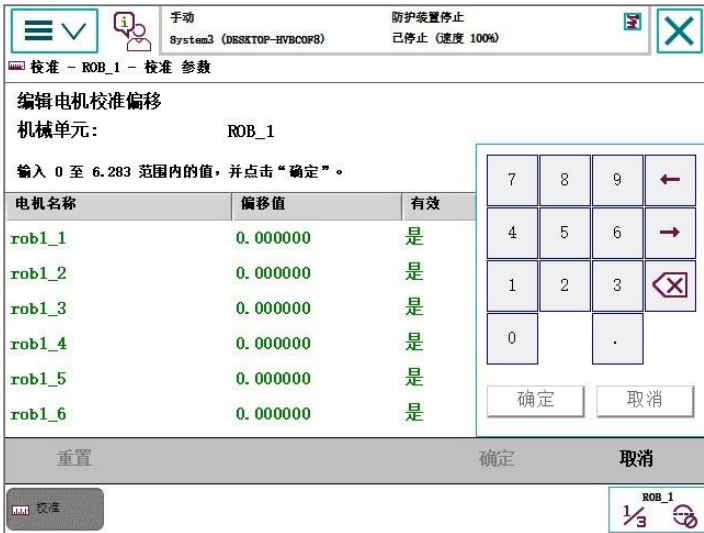 手动
System3 (DESKTOP-HVBCOF8)
防护装置停止
已停止 (速度 100%)
校准 - ROB_1 - 校准 参数
编辑电机校准偏移
机械单元: ROB_1
输入 0 至 6.283 范围内的值,并点击“确定”。
电机名称 偏移值 有效
rob1_1 0.000000 是
rob1_2 0.000000 是
rob1_3 0.000000 是
rob1_4 0.000000 是
rob1_5 0.000000 是
rob1_6 0.000000 是
7 8 9
4 5 6
1 2 3
0 .
确定 取消
重置 确定 取消
校准
ROB_1
1/3